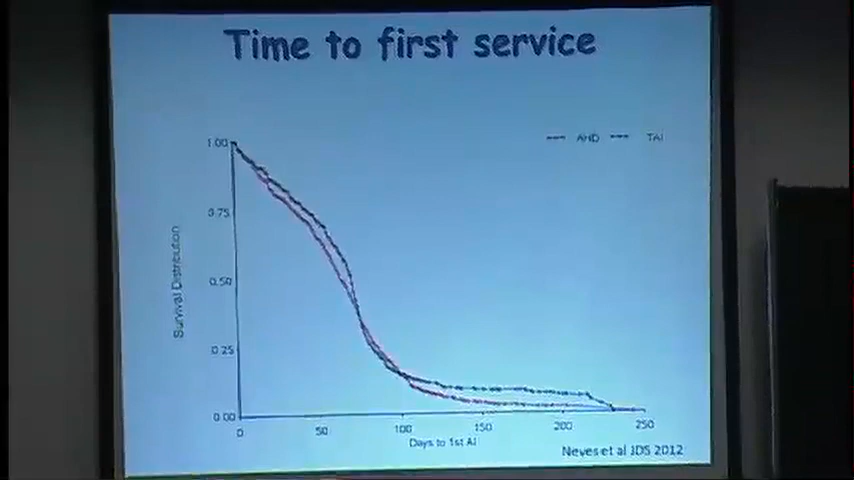 Time to first service
AHD TAI
1.00
0.75
0.50
0.25
0.00
Survival Distribution
0 50 100 150 200 250
Days to 1st AI
Neves et al JDS 2012